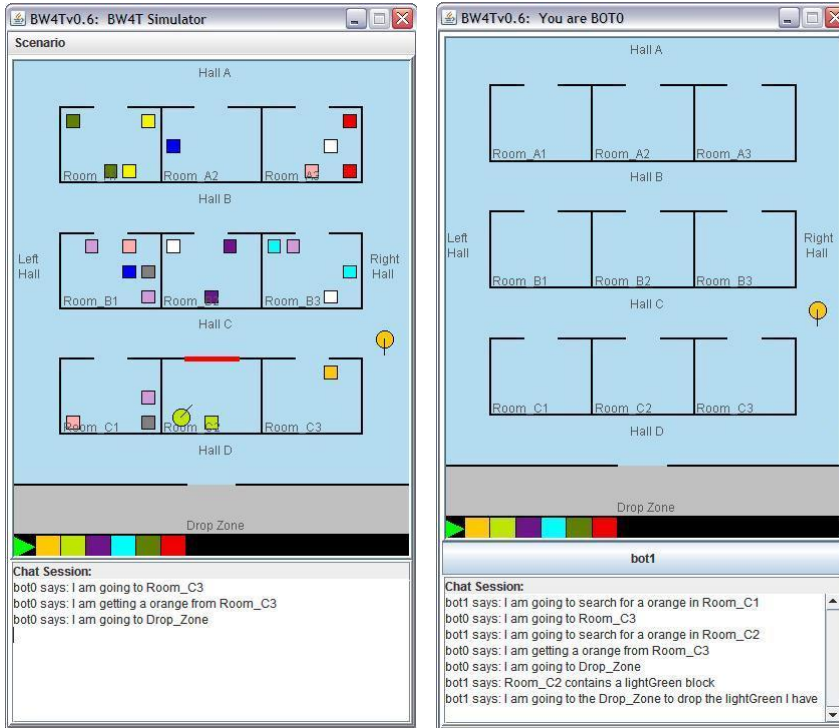 BW4Tv0.6: BW4T Simulator
Scenario
Hall A
Room_A2
Hall B
Left
Hall
Right
Hall
Room_B1
Room_B3
Hall C
Room_C1
Room_C2
Room_C3
Hall D
Drop Zone
Chat Session:
bot0 says: I am going to Room_C3
bot0 says: I am getting a orange from Room_C3
bot0 says: I am going to Drop_Zone
BW4Tv0.6: You are BOT0
Hall A
Room_A1
Room_A2
Room_A3
Hall B
Left
Hall
Right
Hall
Room_B1
Room_B2
Room_B3
Hall C
Room_C1
Room_C2
Room_C3
Hall D
Drop Zone
bot1
Chat Session:
bot1 says: I am going to search for a orange in Room_C1
bot0 says: I am going to Room_C3
bot1 says: I am going to search for a orange in Room_C2
bot0 says: I am getting a orange from Room_C3
bot0 says: I am going to Drop_Zone
bot1 says: Room_C2 contains a lightGreen block
bot1 says: I am going to the Drop_Zone to drop the lightGreen I have